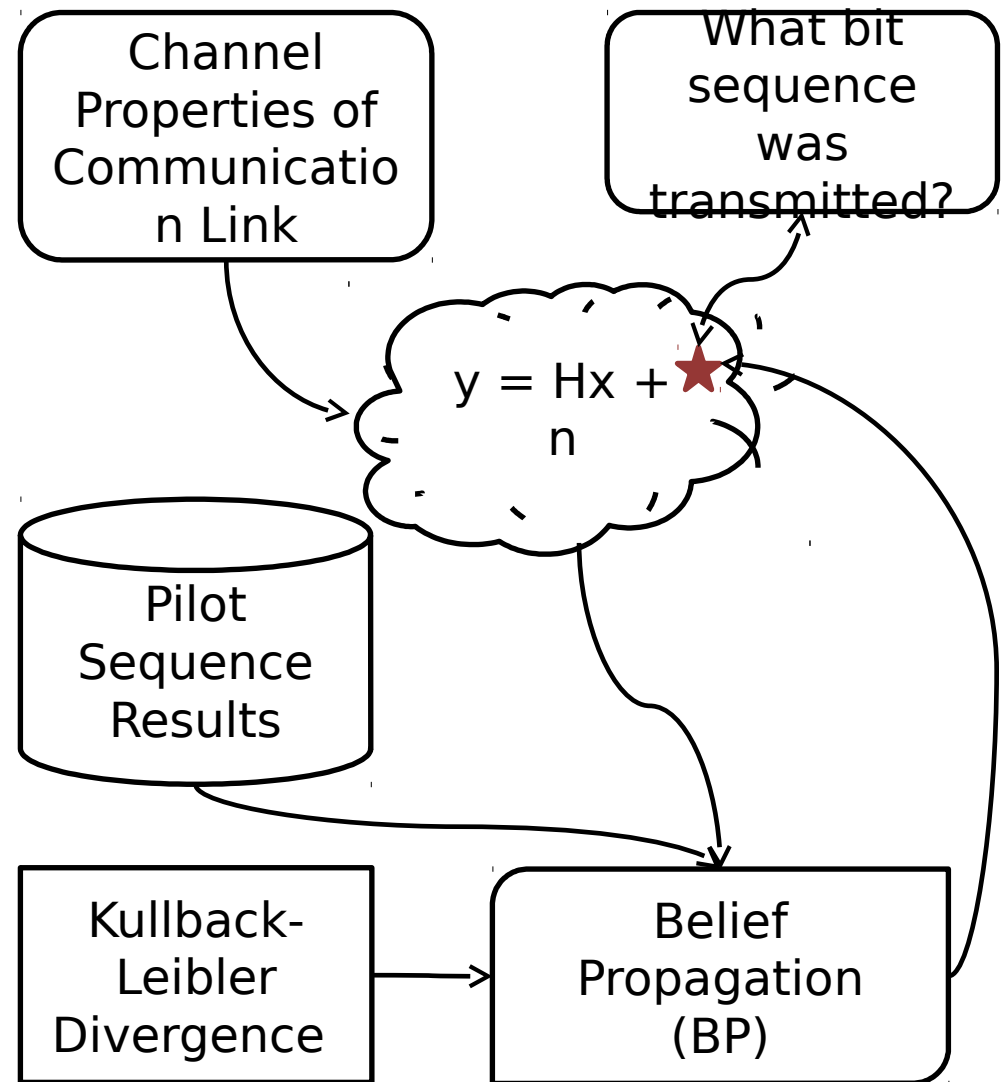 Channel
Properties of
Communicatio
n Link
What bit
sequence
was
transmitted?
y = Hx +
n
Pilot
Sequence
Results
Kullback-
Leibler
Divergence
Belief
Propagation
(BP)